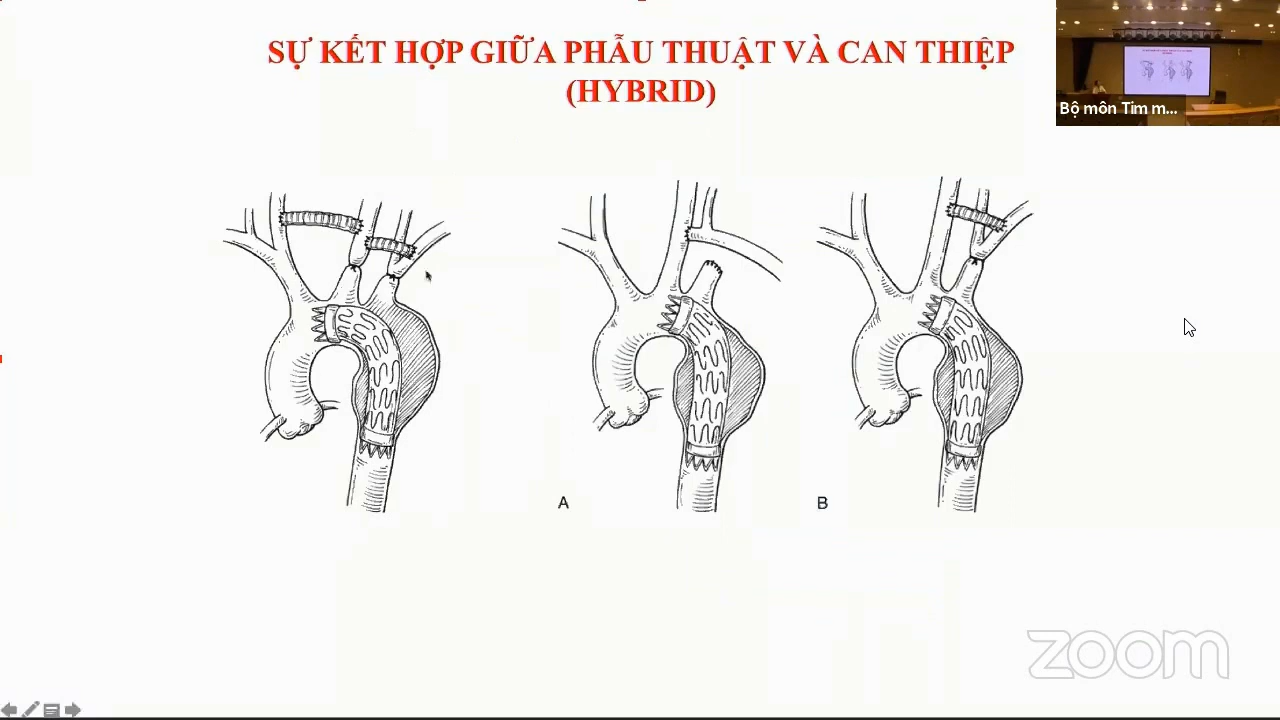 SỰ KẾT HỢP GIỮA PHẪU THUẬT VÀ CAN THIỆP
(HYBRID)
Bộ môn Tim m...
A
B
zoom